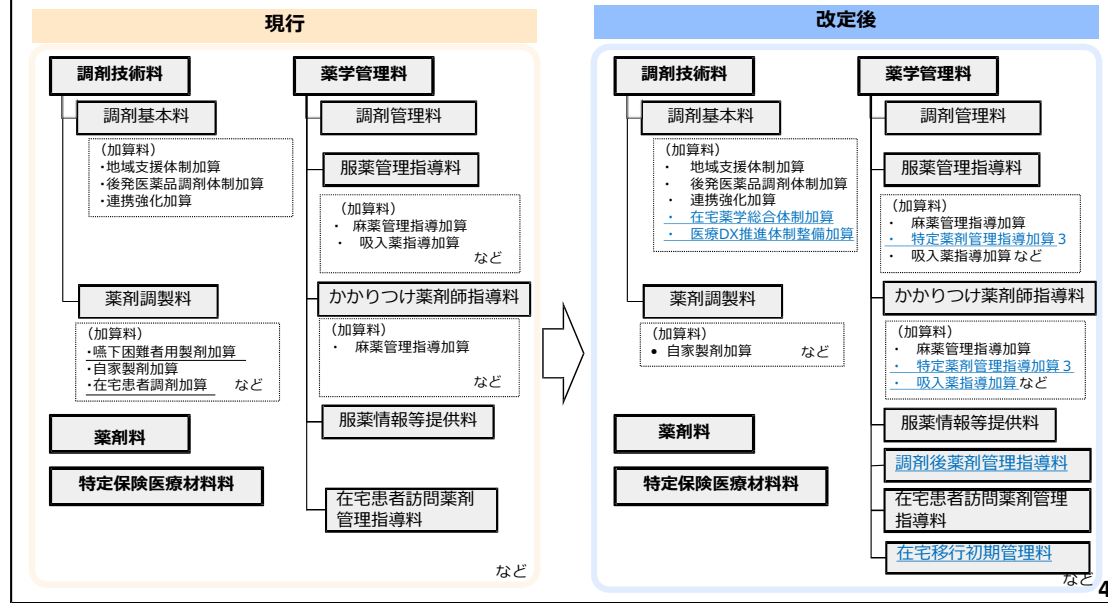 現行
調剤技術料
調剤基本料
（加算料）
・地域支援体制加算
・後発医薬品調剤体制加算
・連携強化加算
薬剤調製料
（加算料）
・嚥下困難者用製剤加算
・自家製剤加算
・在宅患者調剤加算 など
薬剤料
特定保険医療材料料
薬学管理料
調剤管理料
服薬管理指導料
（加算料）
・ 麻薬管理指導加算
・ 吸入薬指導加算
など
かかりつけ薬剤師指導料
（加算料）
・ 麻薬管理指導加算
など
服薬情報等提供料
在宅患者訪問薬剤
管理指導料
など
改定後
調剤技術料
調剤基本料
（加算料）
・ 地域支援体制加算
・ 後発医薬品調剤体制加算
・ 連携強化加算
・ 在宅薬学総合体制加算
・ 医療DX推進体制整備加算
薬剤調製料
（加算料）
• 自家製剤加算 など
薬剤料
特定保険医療材料料
薬学管理料
調剤管理料
服薬管理指導料
（加算料）
・ 麻薬管理指導加算
・ 特定薬剤管理指導加算３
・ 吸入薬指導加算 など
かかりつけ薬剤師指導料
（加算料）
・ 麻薬管理指導加算
・ 特定薬剤管理指導加算３
・ 吸入薬指導加算 など
服薬情報等提供料
調剤後薬剤管理指導料
在宅患者訪問薬剤管理
指導料
在宅移行初期管理料
など
4